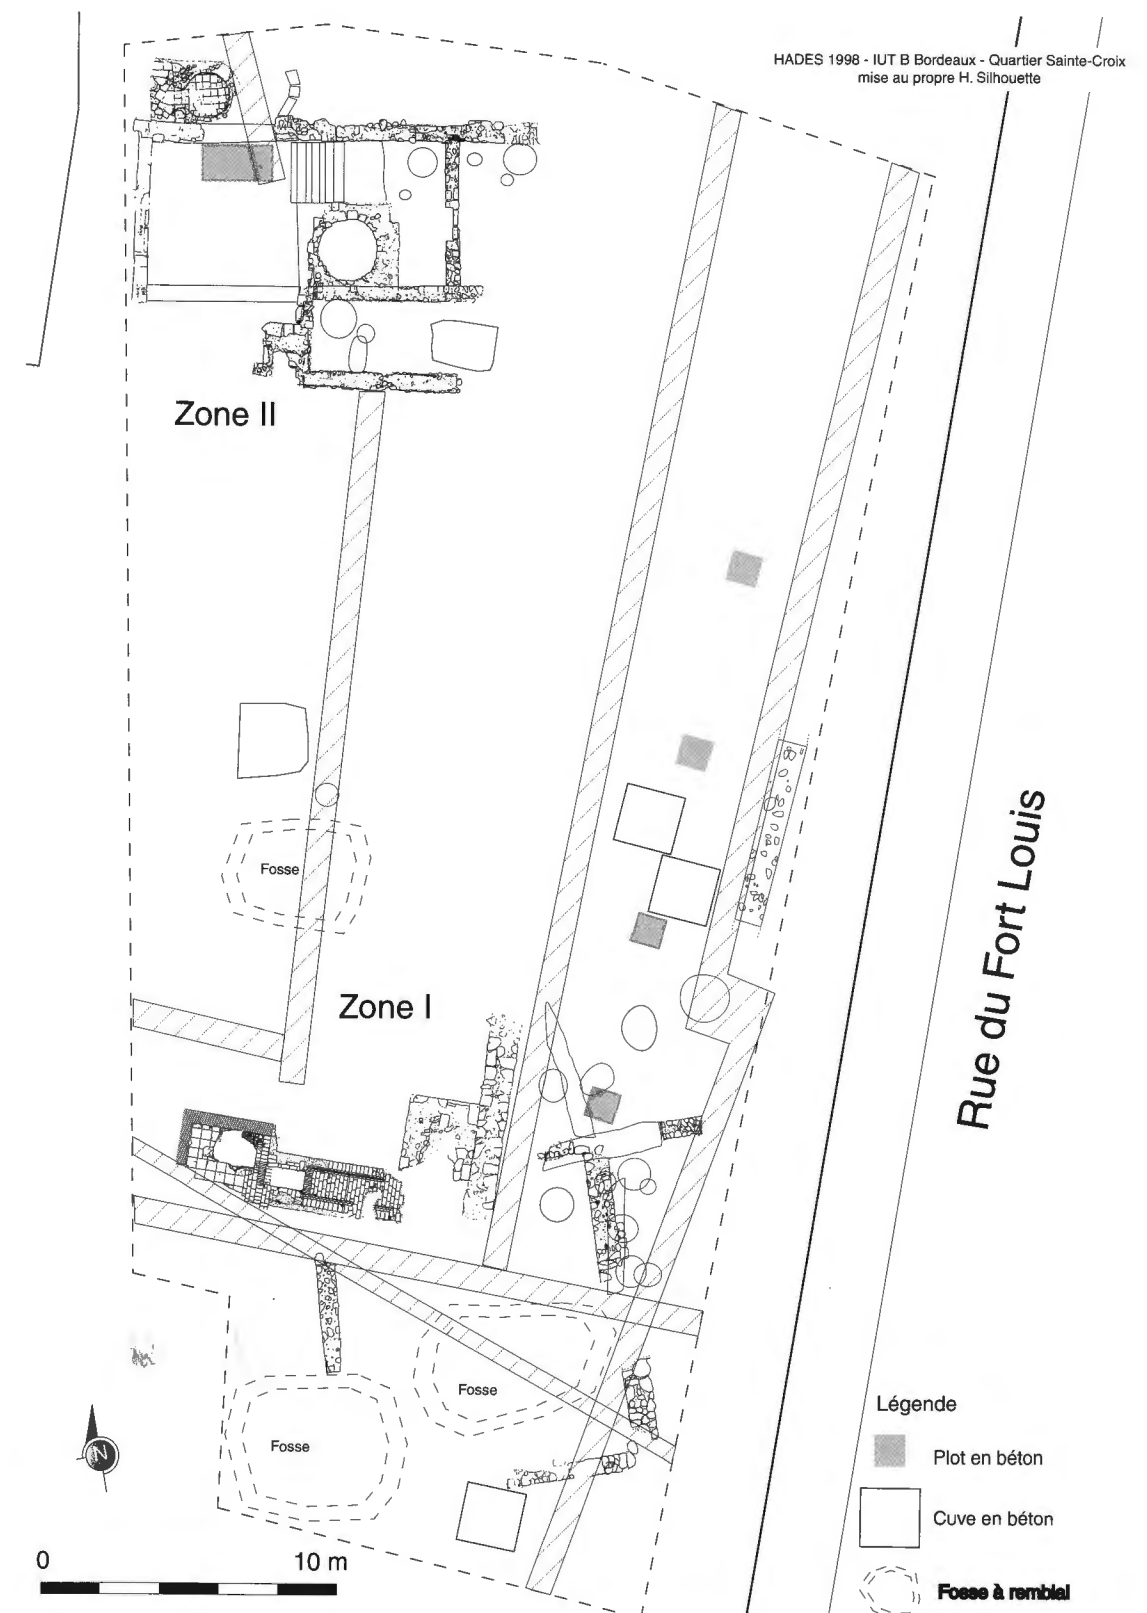 HADES 1998 - IUT B Bordeaux - Quartier Sainte-Croix
mise au propre H. Silhouette
Zone II
Fosse
Zone I
Rue du Fort Louis
Fosse
Fosse
N
Légende
Plot en béton
Cuve en béton
Fosse à remblai
0 10 m